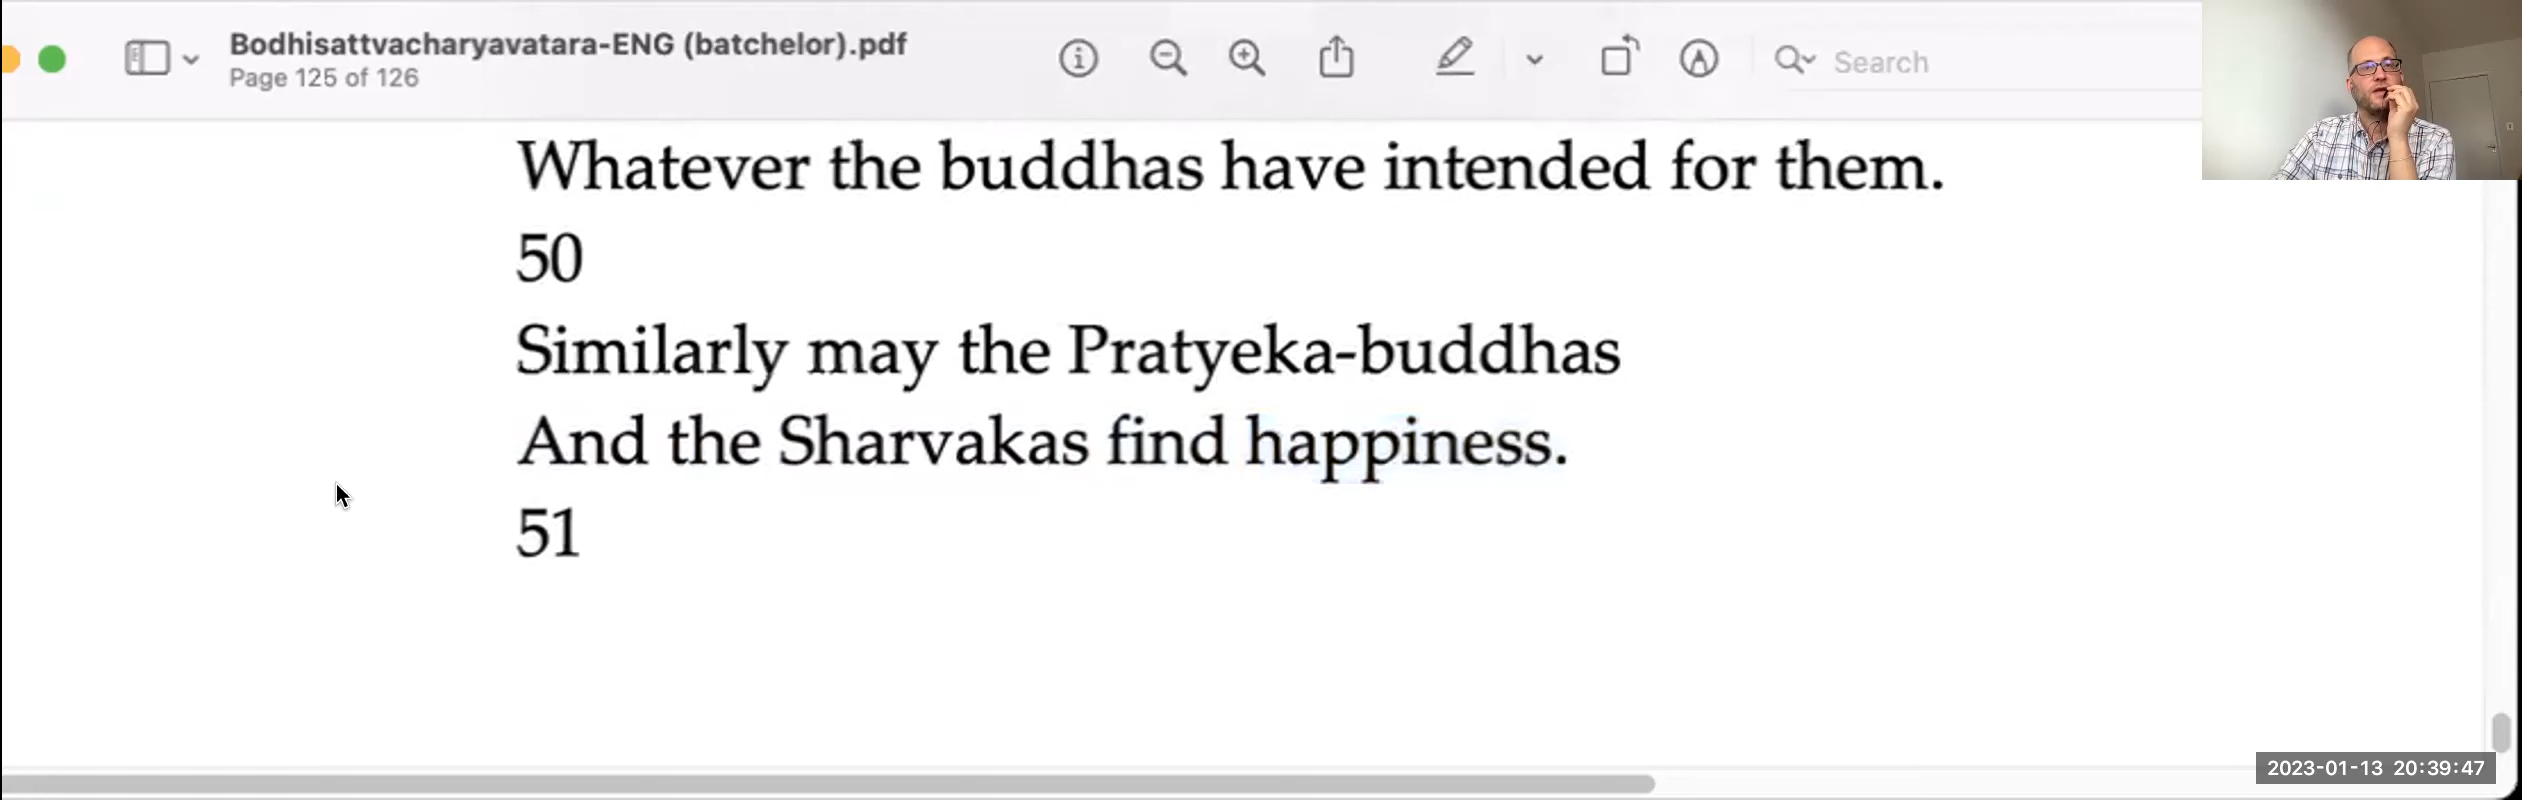 Bodhisattvacharyavatara-ENG (batchelor).pdf
Page 125 of 126
Search
Whatever the buddhas have intended for them.
50
Similarly may the Pratyeka-buddhas
And the Sharvakas find happiness.
51
2023-01-13 20:39:47